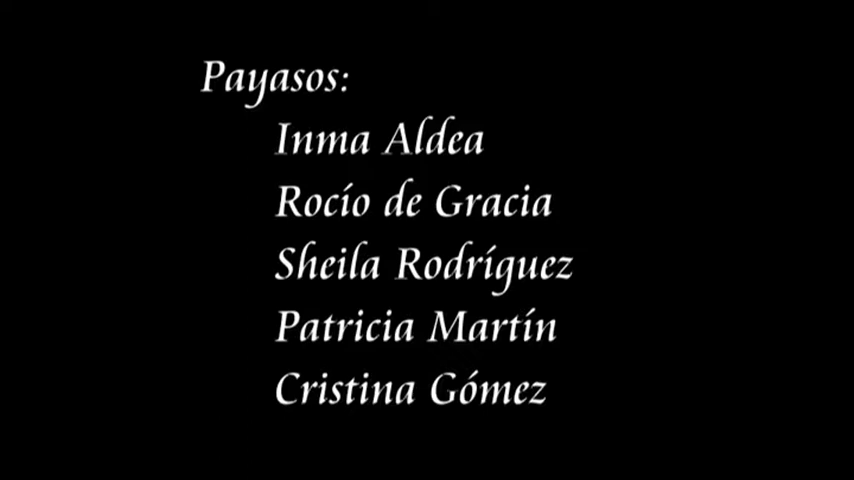 Payasos:
Inma Aldea
Rocío de Gracia
Sheila Rodríguez
Patricia Martín
Cristina Gómez